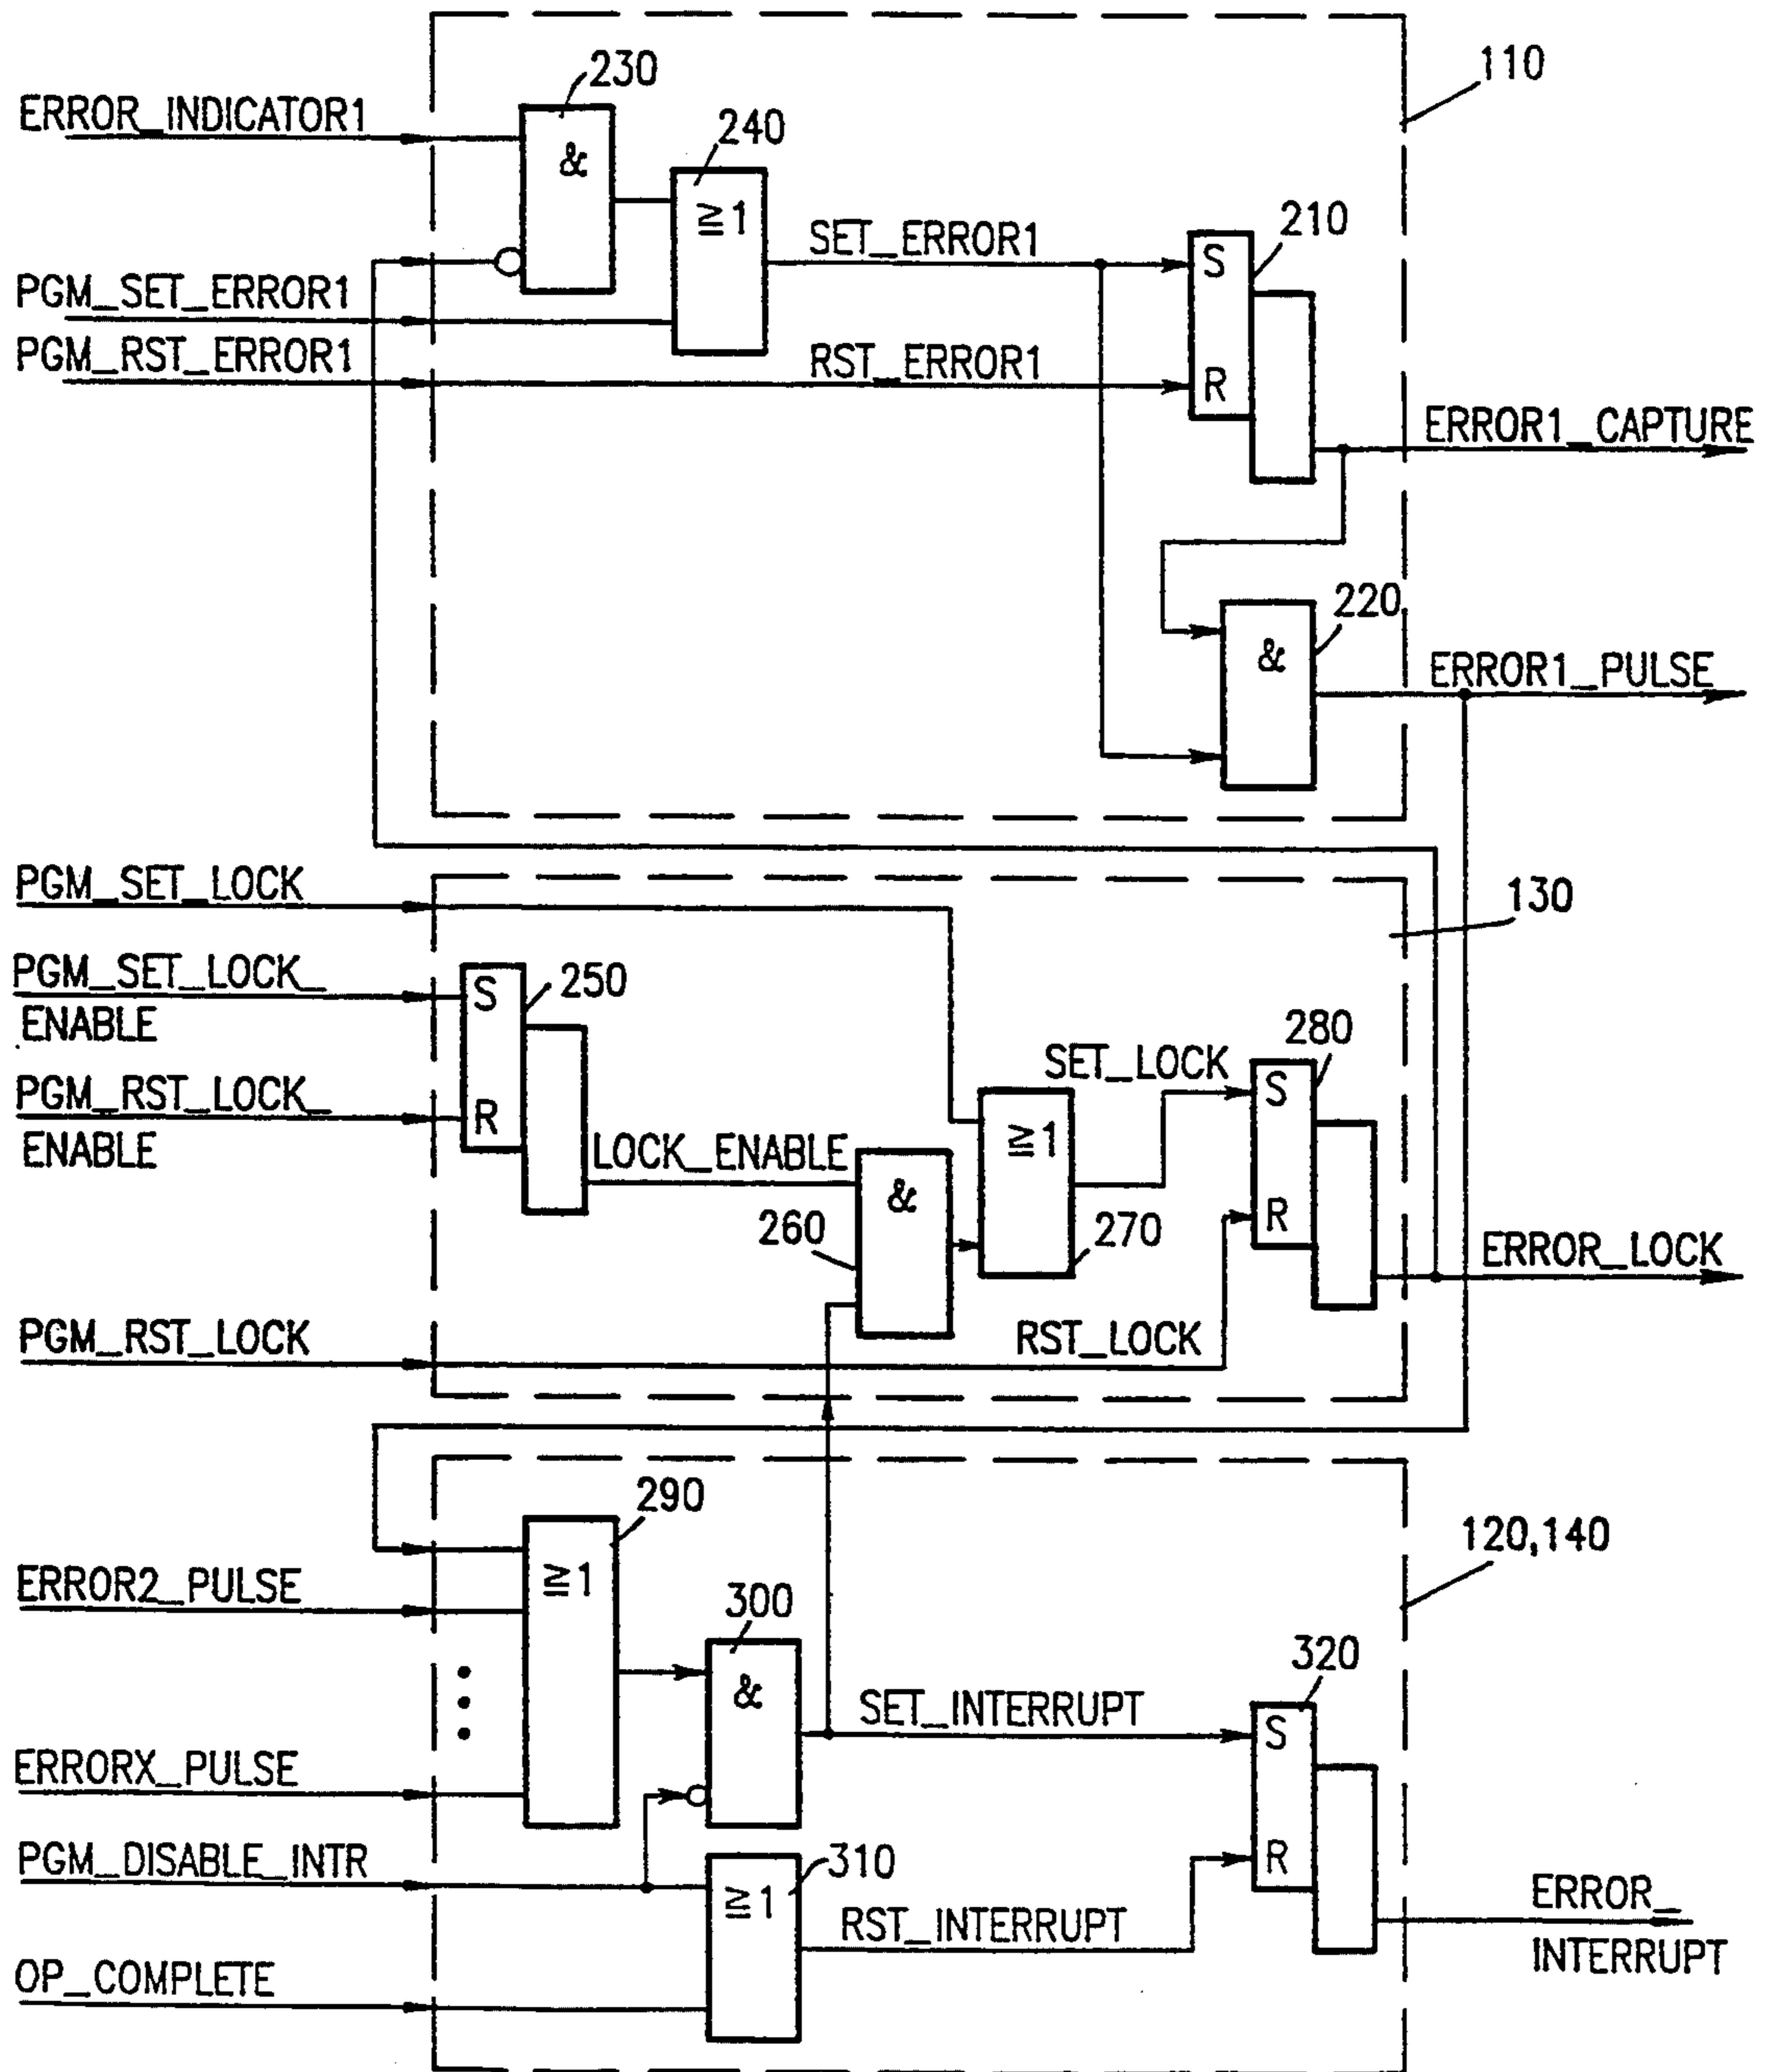 230
110
ERROR_INDICATOR1
240
&
≧1
SET_ERROR1
210
S
PGM_SET_ERROR1
PGM_RST_ERROR1
RST_ERROR1
R
ERROR1_CAPTURE
220
&
ERROR1_PULSE
PGM_SET_LOCK
130
PGM_SET_LOCK_
ENABLE
S
250
280
SET_LOCK
PGM_RST_LOCK_
ENABLE
R
S
≧1
LOCK_ENABLE
&
R
260
270
ERROR_LOCK
PGM_RST_LOCK
RST_LOCK
290
120,140
ERROR2_PULSE
≧1
300
320
&
SET_INTERRUPT
S
ERRORX_PULSE
PGM_DISABLE_INTR
310
R
≧1
RST_INTERRUPT
ERROR_
INTERRUPT
OP_COMPLETE